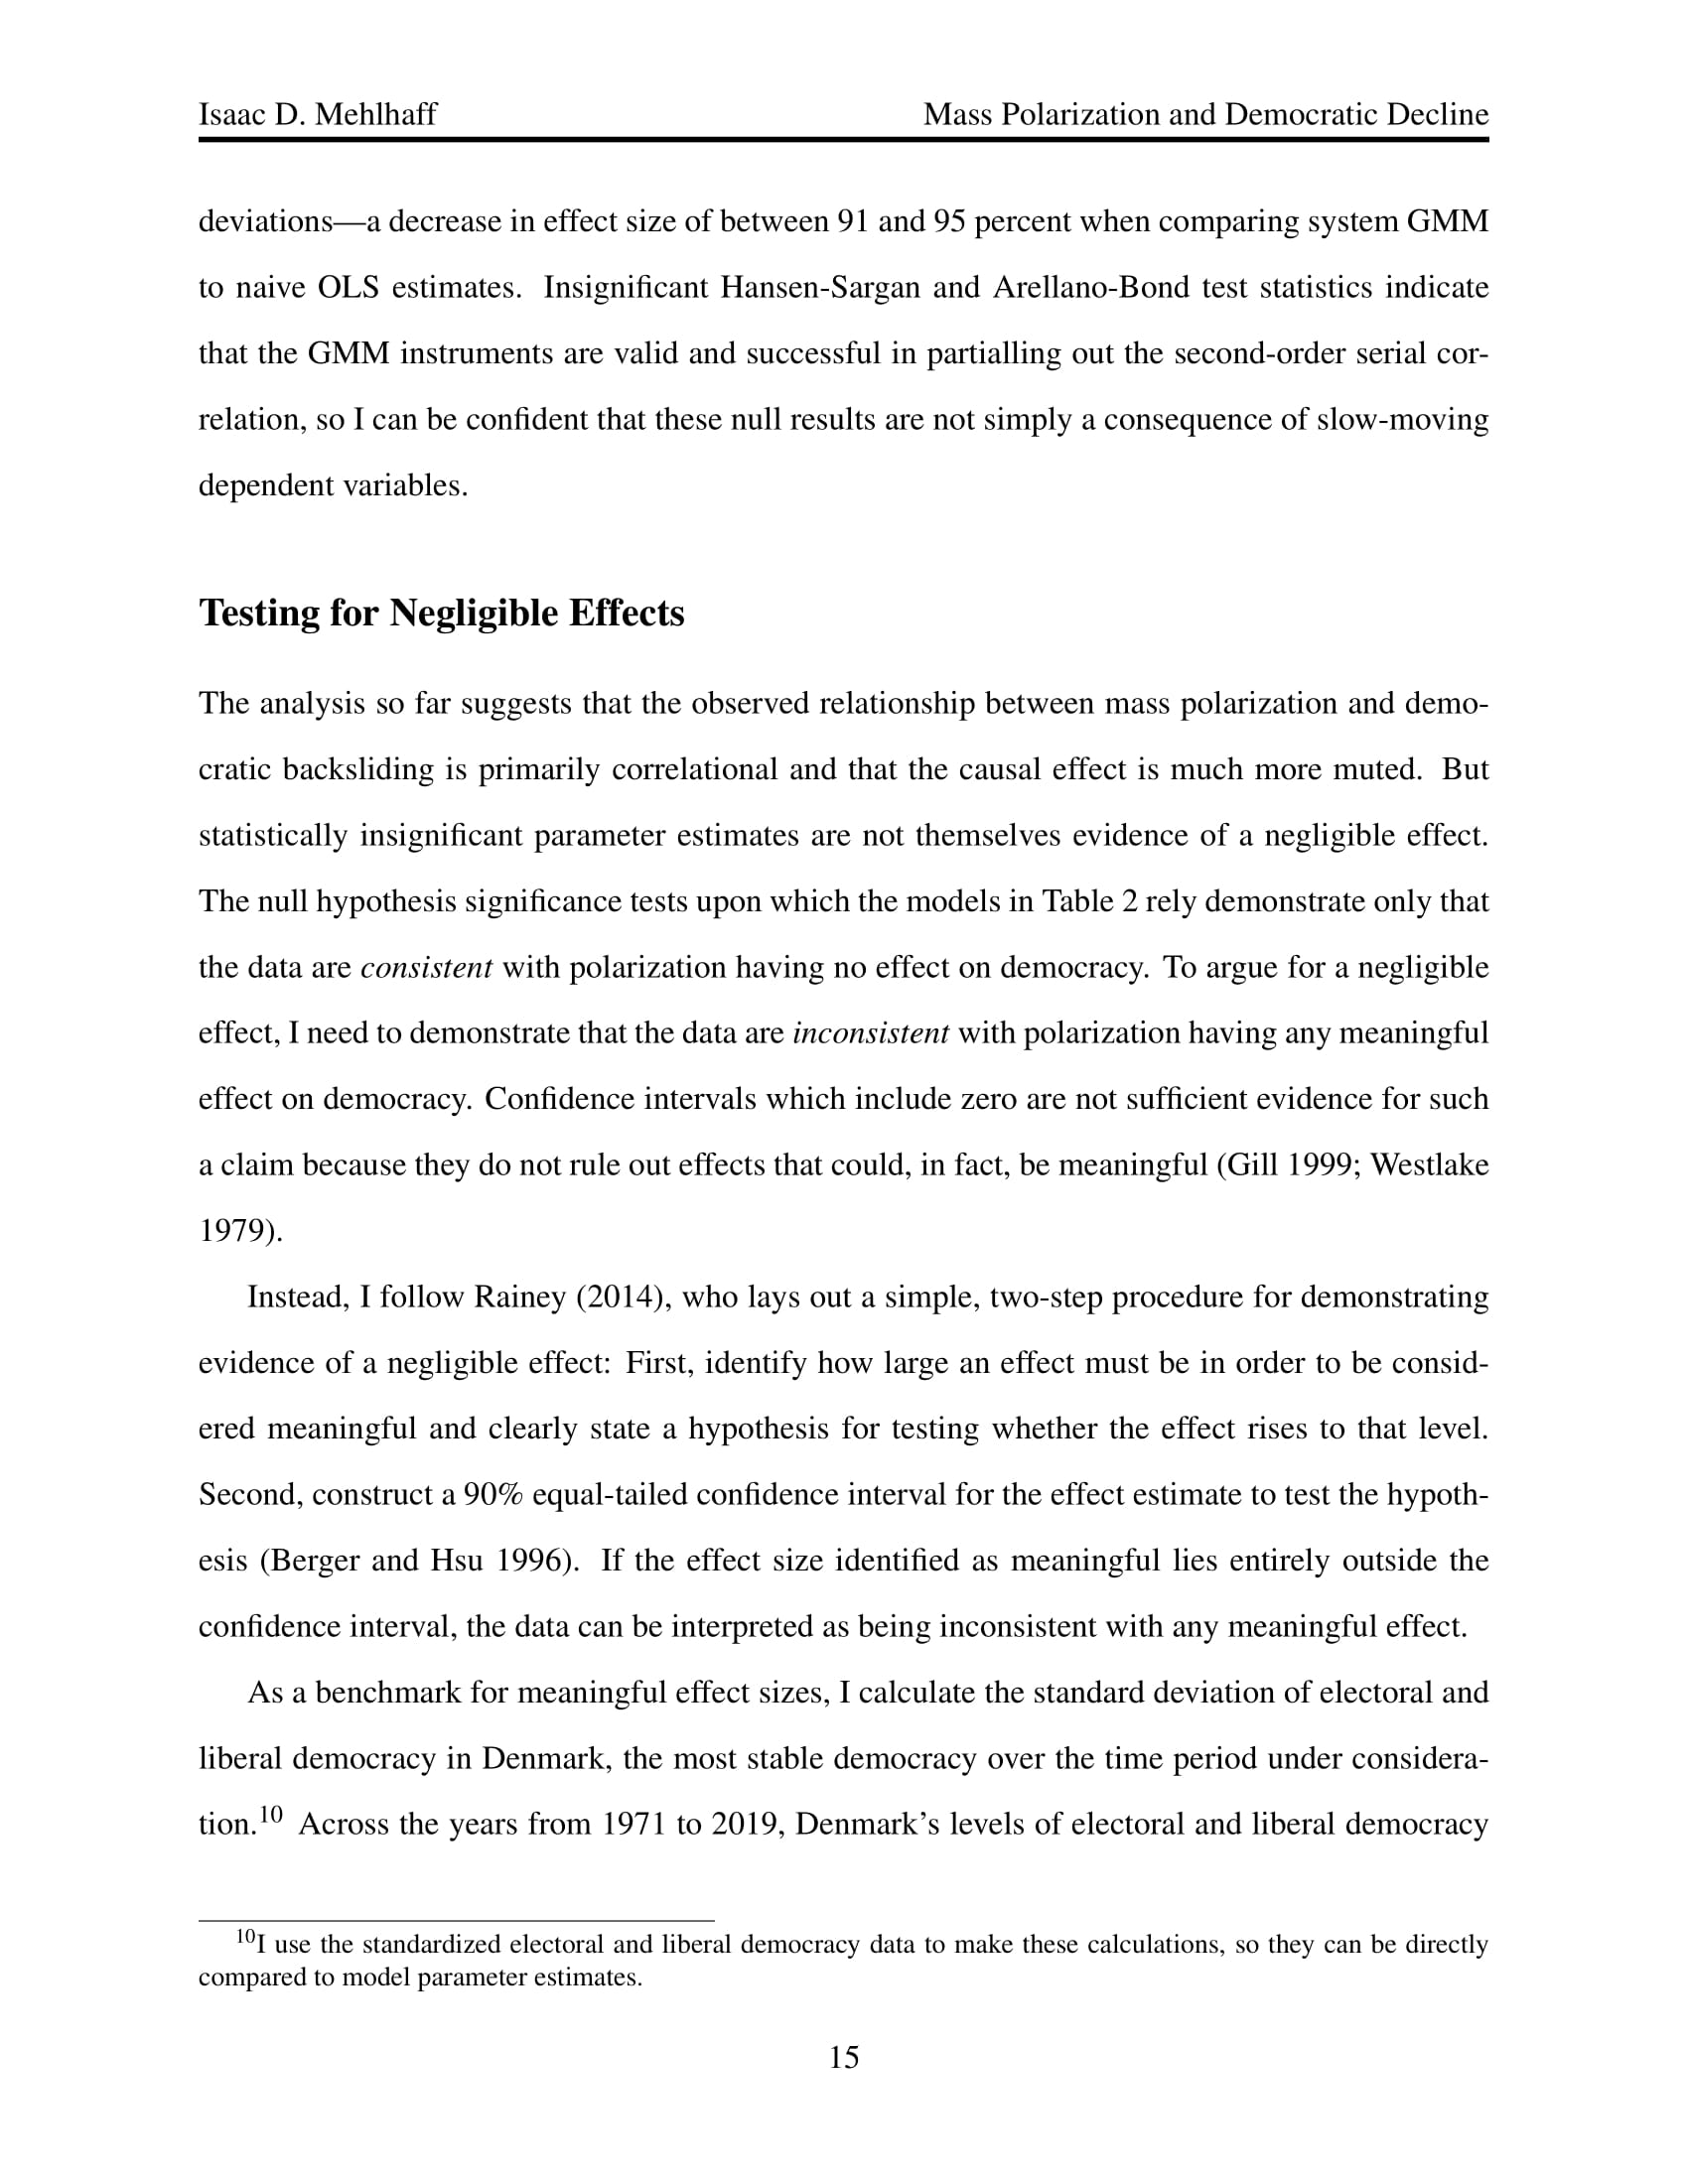 Isaac D. Mehlhaff Mass Polarization and Democratic Decline
deviations—a decrease in effect size of between 91 and 95 percent when comparing system GMM
to naive OLS estimates. Insignificant Hansen-Sargan and Arellano-Bond test statistics indicate
that the GMM instruments are valid and successful in partialling out the second-order serial cor-
relation, so I can be confident that these null results are not simply a consequence of slow-moving
dependent variables.
Testing for Negligible Effects
The analysis so far suggests that the observed relationship between mass polarization and demo-
cratic backsliding is primarily correlational and that the causal effect is much more muted. But
statistically insignificant parameter estimates are not themselves evidence of a negligible effect.
The null hypothesis significance tests upon which the models in Table 2 rely demonstrate only that
the data are consistent with polarization having no effect on democracy. To argue for a negligible
effect, I need to demonstrate that the data are inconsistent with polarization having any meaningful
effect on democracy. Confidence intervals which include zero are not sufficient evidence for such
a claim because they do not rule out effects that could, in fact, be meaningful (Gill 1999; Westlake
1979).
Instead, I follow Rainey (2014), who lays out a simple, two-step procedure for demonstrating
evidence of a negligible effect: First, identify how large an effect must be in order to be consid-
ered meaningful and clearly state a hypothesis for testing whether the effect rises to that level.
Second, construct a 90% equal-tailed confidence interval for the effect estimate to test the hypoth-
esis (Berger and Hsu 1996). If the effect size identified as meaningful lies entirely outside the
confidence interval, the data can be interpreted as being inconsistent with any meaningful effect.
As a benchmark for meaningful effect sizes, I calculate the standard deviation of electoral and
liberal democracy in Denmark, the most stable democracy over the time period under considera-
tion.10 Across the years from 1971 to 2019, Denmark's levels of electoral and liberal democracy
10I use the standardized electoral and liberal democracy data to make these calculations, so they can be directly
compared to model parameter estimates.
15